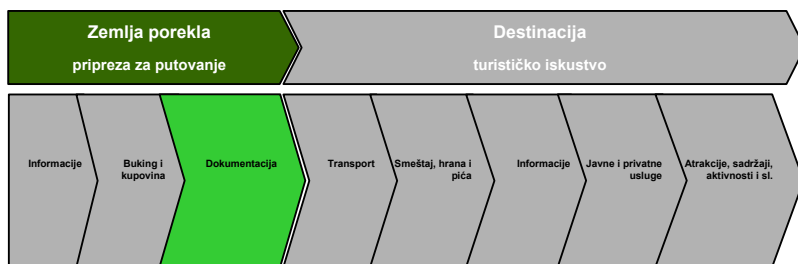 Zemlja porekla
pripreza za putovanje
Destinacija
turističko iskustvo
Informacije
Buking i
kupovina
Dokumentacija
Transport
Smeštaj, hrana i
pića
Informacije
Javne i privatne
usluge
Atrakcije, sadržaji,
aktivnosti i sl.